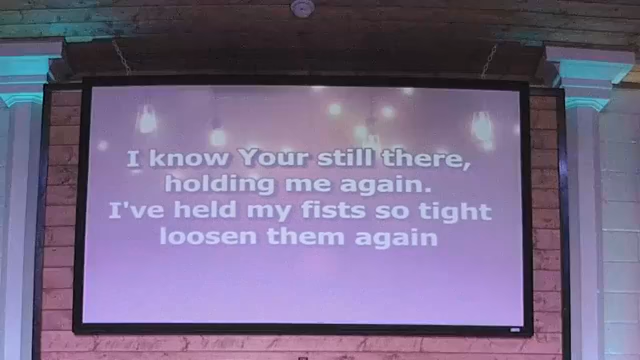 I know Your still there,
holding me again.
I've held my fists so tight
loosen them again